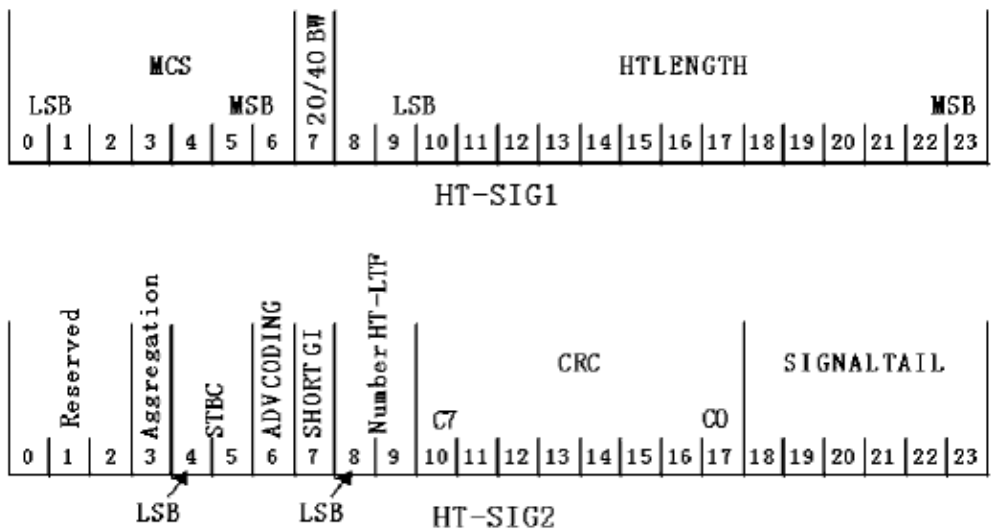 MCS
20/40 BW
HTLENGTH
LSB MSB LSB MSB
0 1 2 3 4 5 6 7 8 9 10 11 12 13 14 15 16 17 18 19 20 21 22 23
HT-SIG1
Reserved
Aggregation
STBC
ADVCODING
SHORT GI
Number HT-LTF
CRC
SIGNALTAIL
C7 C0
0 1 2 3 4 5 6 7 8 9 10 11 12 13 14 15 16 17 18 19 20 21 22 23
LSB LSB
HT-SIG2